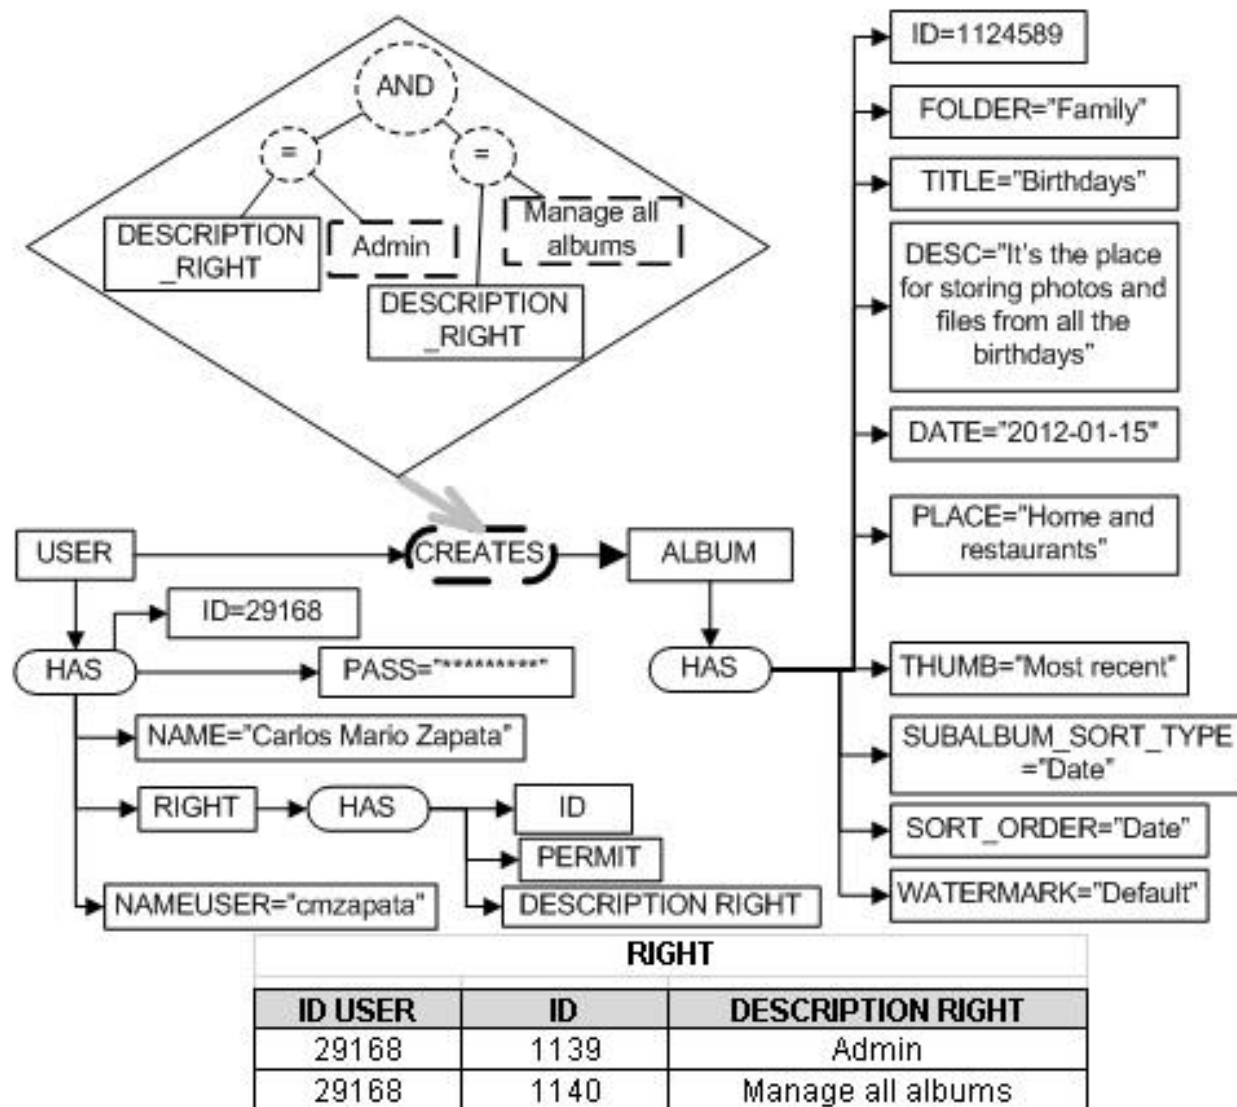 AND
=
=
DESCRIPTION
_RIGHT
Admin
Manage all
albums
DESCRIPTION
_RIGHT
ID=1124589
FOLDER="Family"
TITLE="Birthdays"
DESC="It's the place
for storing photos and
files from all the
birthdays"
DATE="2012-01-15"
PLACE="Home and
restaurants"
USER
CREATES
ALBUM
ID=29168
HAS
PASS="*********"
HAS
THUMB="Most recent"
NAME="Carlos Mario Zapata"
SUBALBUM_SORT_TYPE
="Date"
RIGHT
HAS
ID
SORT_ORDER="Date"
PERMIT
NAMEUSER="cmzapata"
DESCRIPTION RIGHT
WATERMARK="Default"
RIGHT
ID USER ID DESCRIPTION RIGHT
29168 1139 Admin
29168 1140 Manage all albums